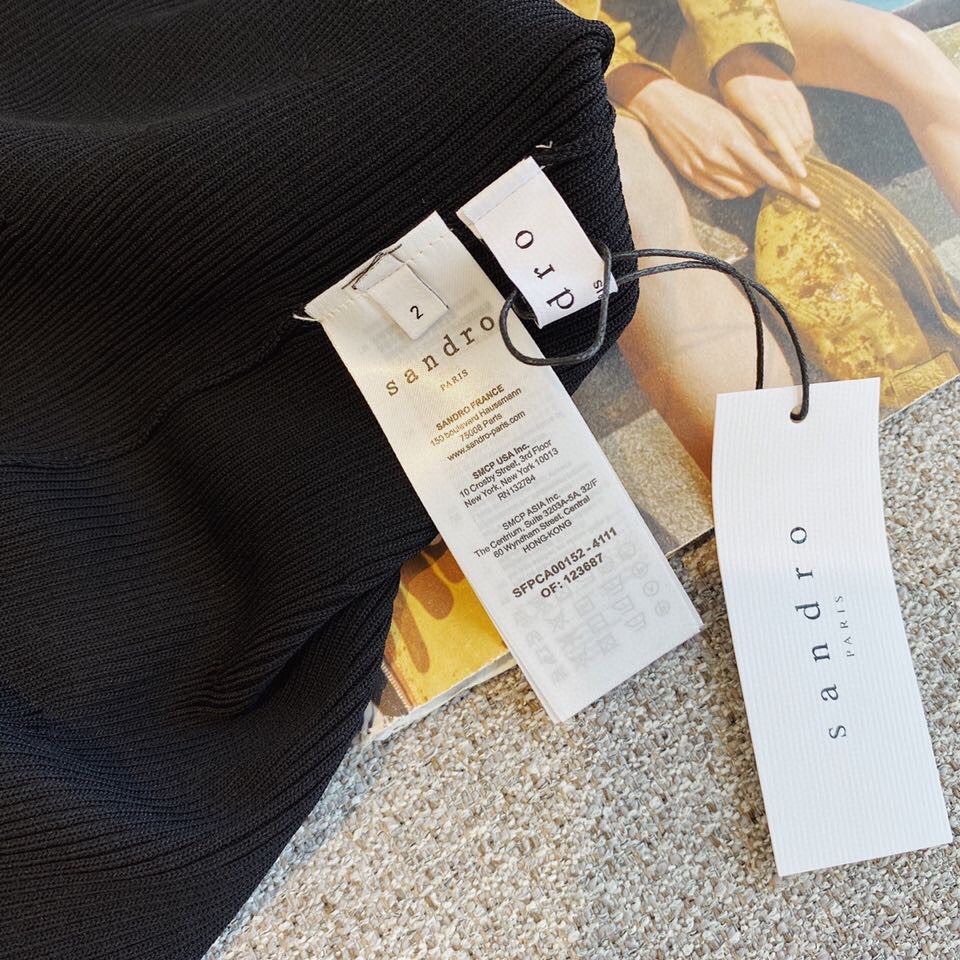 2
sandro
PARIS
SANDRO FRANCE
150 boulevard Haussmann
75008 Paris
www.sandro-paris.com
SMCP USA Inc.
10 Crosby Street, 3rd Floor
New York, New York 10013
RN132784
SMCP ASIA Inc.
The Centrium, Suite 3203A-5A, 32/F
60 Wyndham Street, Central
HONG-KONG
SFPCA00152 - 4111
OF: 123687
dro
IS
sandro
PARIS